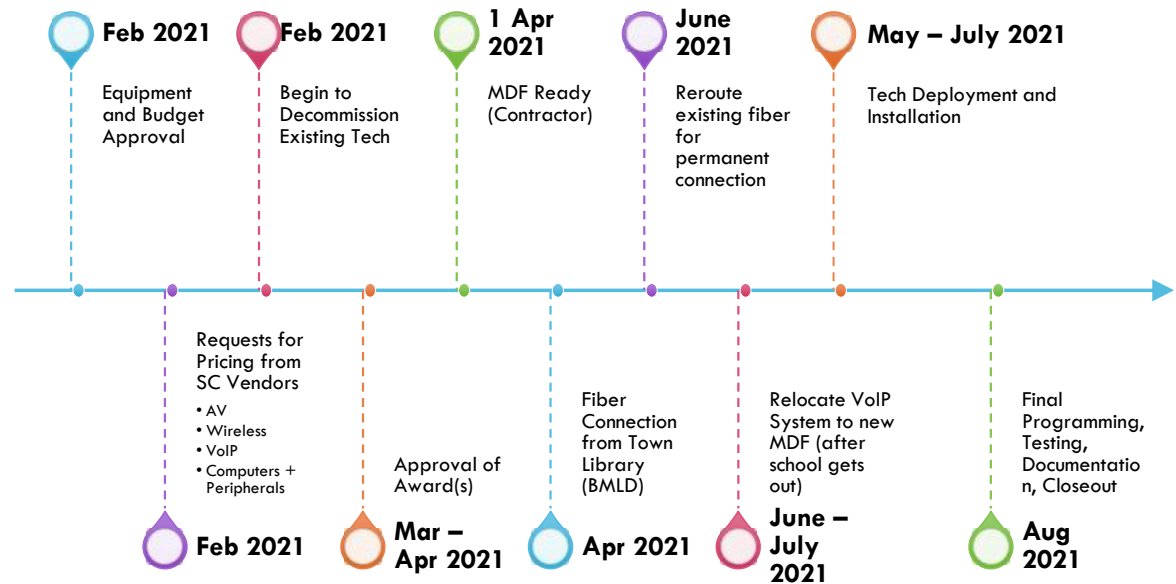 Feb 2021
Equipment
and Budget
Approval
Feb 2021
Begin to
Decommission
Existing Tech
1 Apr
2021
MDF Ready
(Contractor)
June
2021
Reroute
existing fiber
for
permanent
connection
May – July 2021
Tech Deployment and
Installation
Requests for
Pricing from
SC Vendors
• AV
• Wireless
• VoIP
• Computers +
Peripherals
Feb 2021
Approval of
Award(s)
Mar –
Apr 2021
Fiber
Connection
from Town
Library
(BMLD)
Apr 2021
Relocate VoIP
System to new
MDF (after
school gets
out)
June –
July
2021
Final
Programming,
Testing,
Documentatio
n, Closeout
Aug
2021